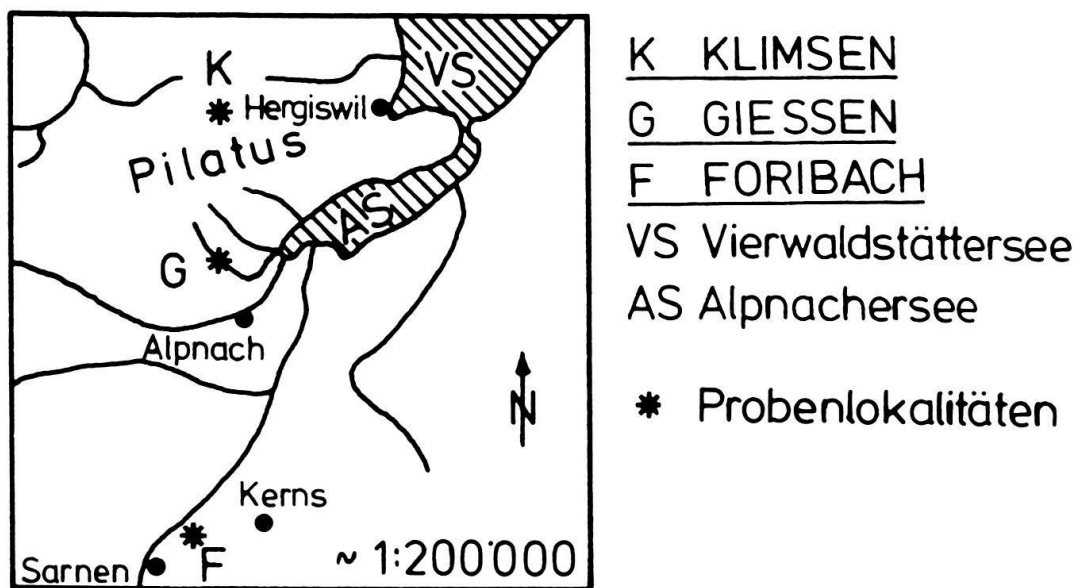 K
VS
Hergiswil
Pilatus
AS
G
Alpnach
N
Kerns
F
Sarnen
~ 1:200'000
K KLIMSEN
G GIESSEN
F FORIBACH
VS Vierwaldstättersee
AS Alpnachersee
* Probenlokalitäten